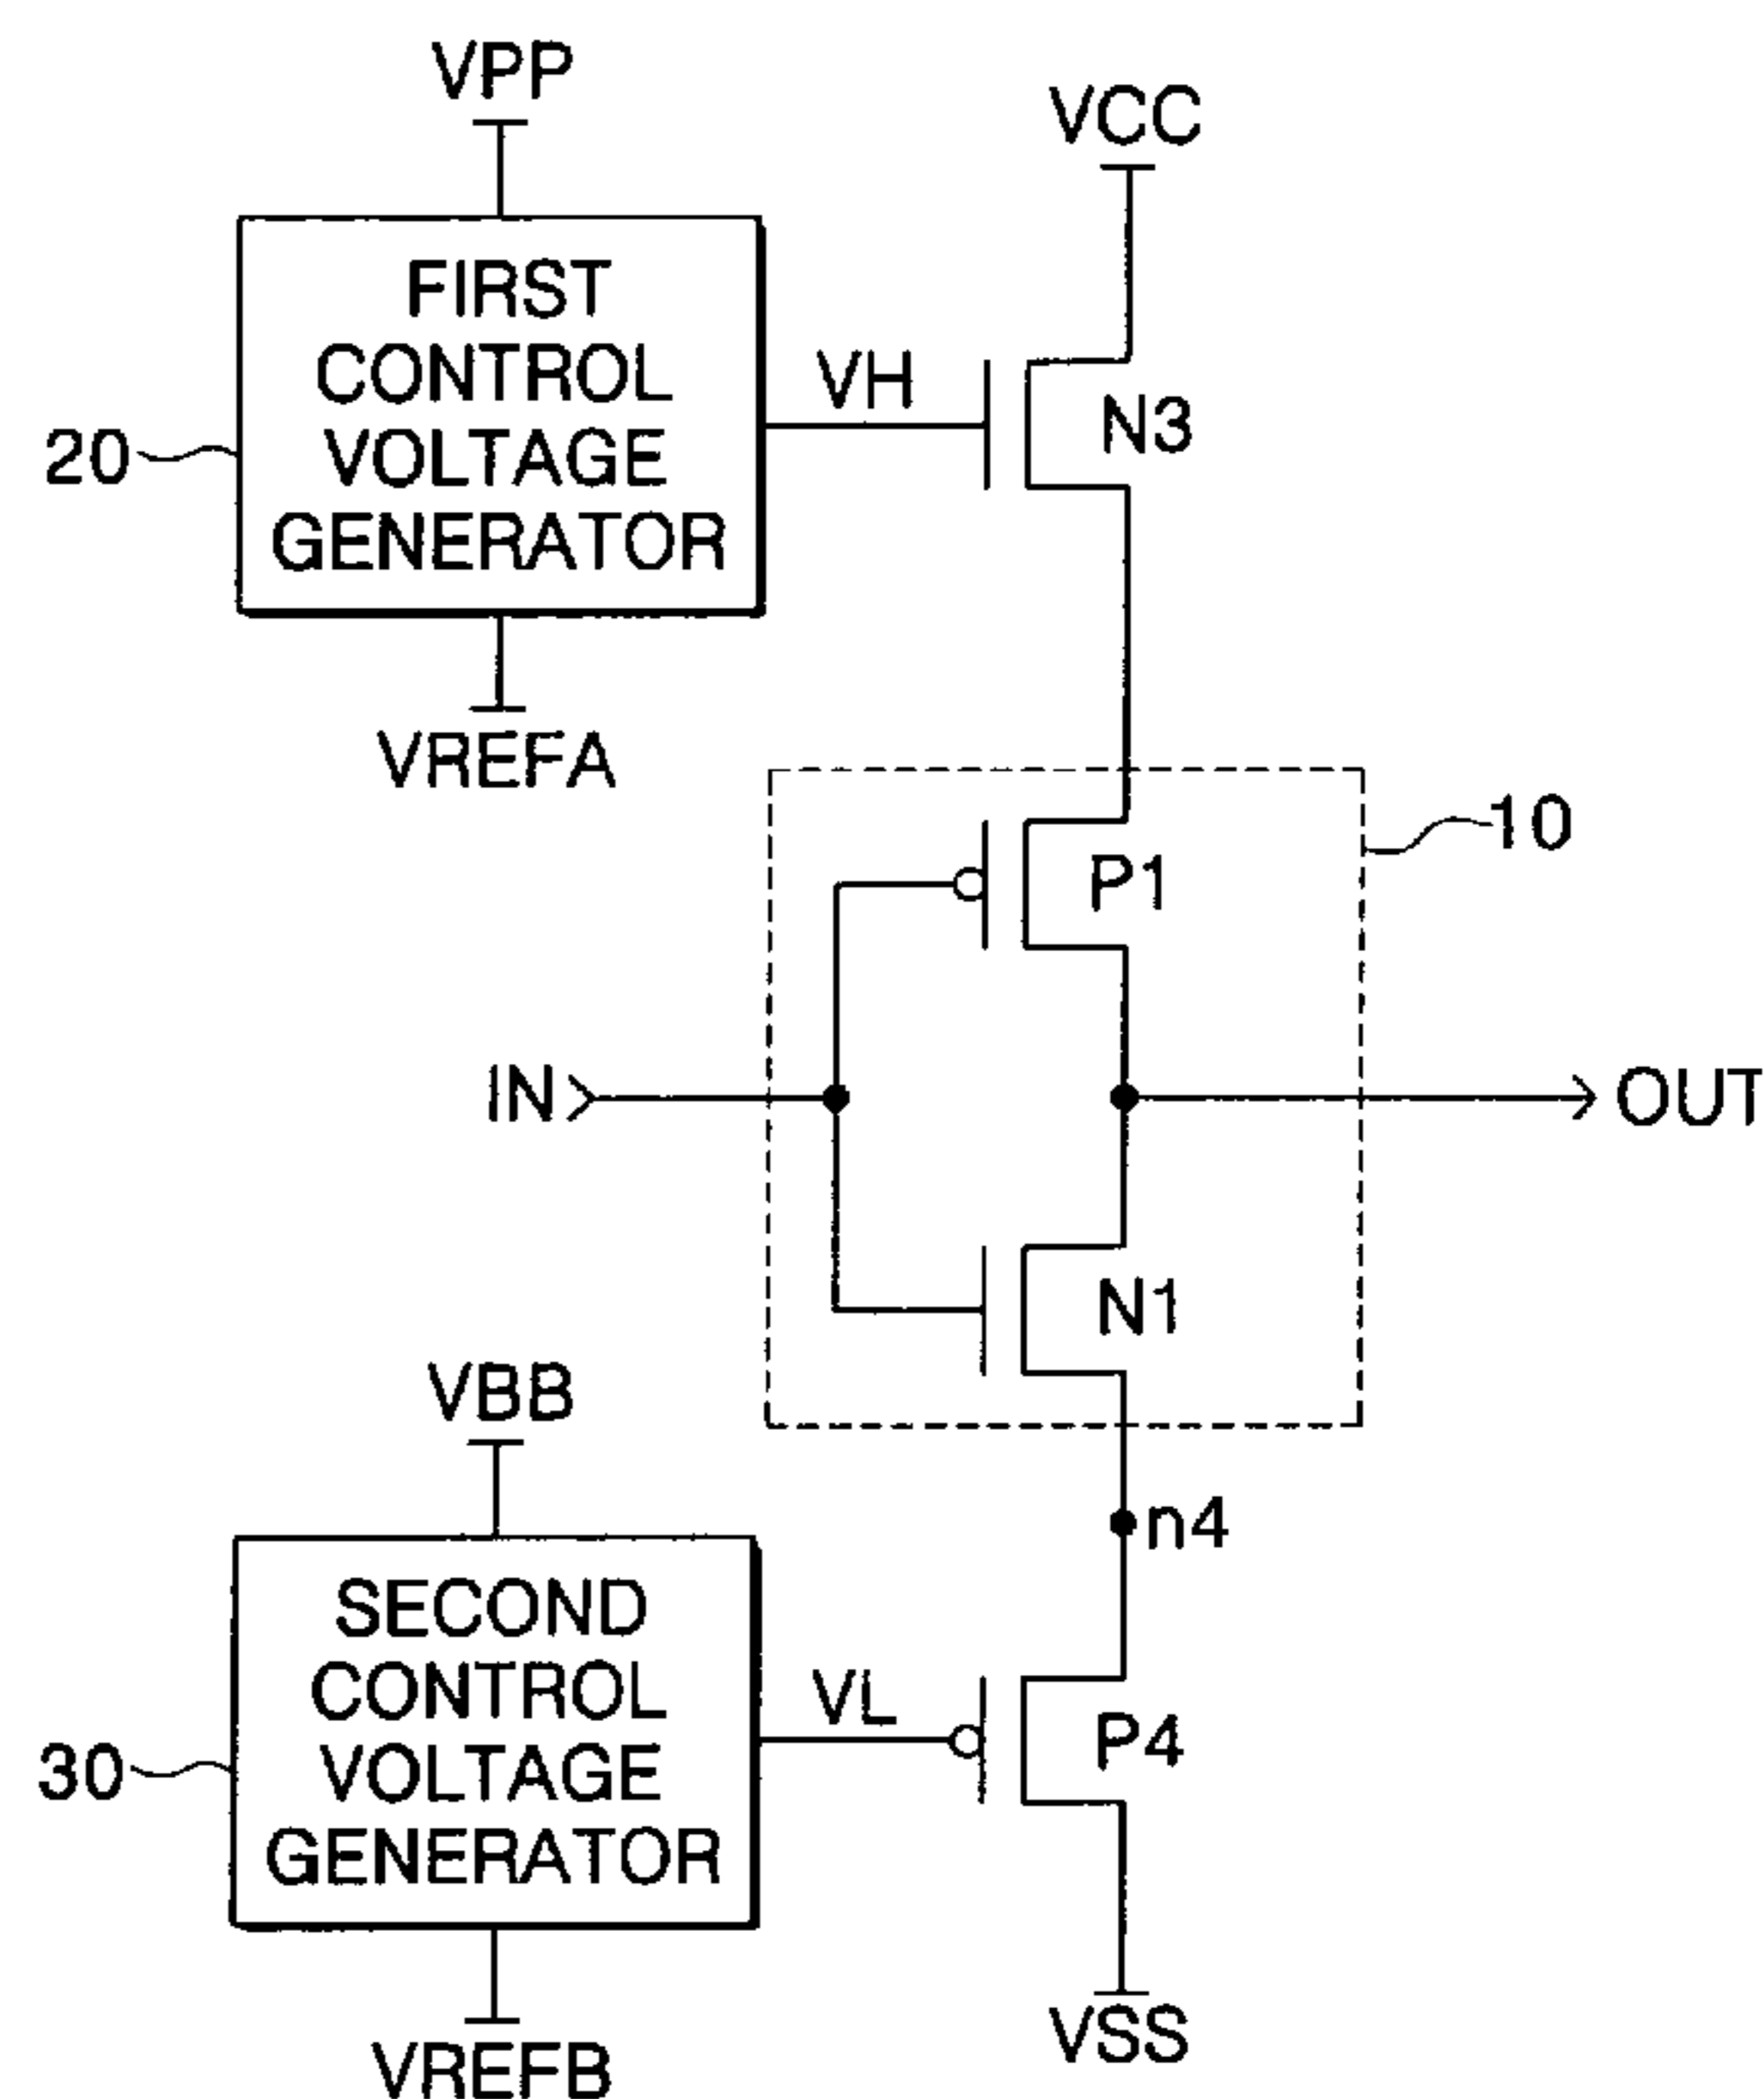 VPP
VCC
FIRST
CONTROL
VOLTAGE
GENERATOR
20
VH
N3
VREFA
10
P1
IN
OUT
N1
VBB
n4
SECOND
CONTROL
VOLTAGE
GENERATOR
30
VL
P4
VSS
VREFB